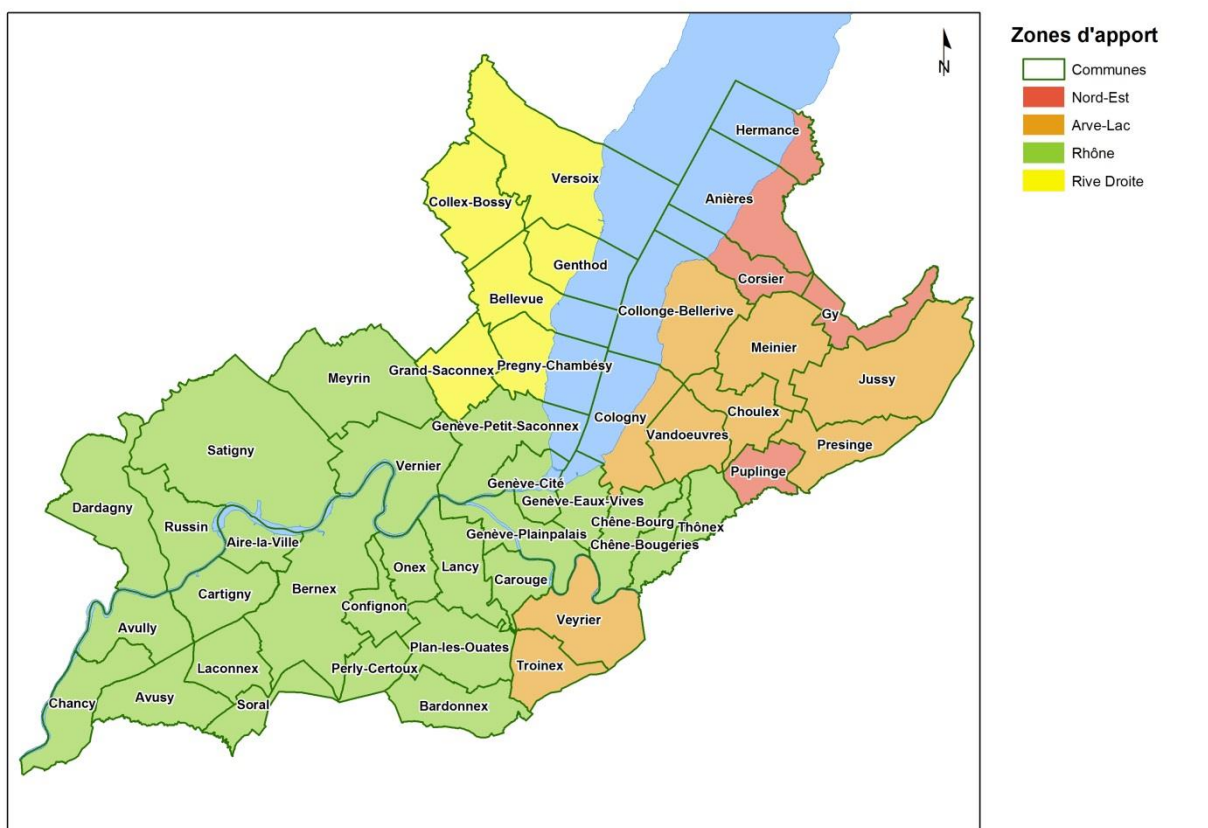 Zones d'apport
Communes
Nord-Est
Arve-Lac
Rhône
Rive Droite
N
Hermance
Versoix
Anières
Collex-Bossy
Genthod
Corsier
Bellevue
Collonge-Bellerive
Gy
Meinier
Pregny-Chambésy
Grand-Saconnex
Meyrin
Jussy
Choulex
Cologny
Genève-Petit-Saconnex
Vandoeuvres
Presinge
Satigny
Vernier
Puplinge
Genève-Cité
Genève-Eaux-Vives
Dardagny
Russin
Chêne-Bourg
Thônex
Genève-Plainpalais
Aire-la-Ville
Chêne-Bougeries
Onex
Lancy
Carouge
Bernex
Cartigny
Confignon
Veyrier
Avully
Plan-les-Ouates
Troinex
Laconnex
Perly-Certoux
Avusy
Chancy
Soral
Bardonnex